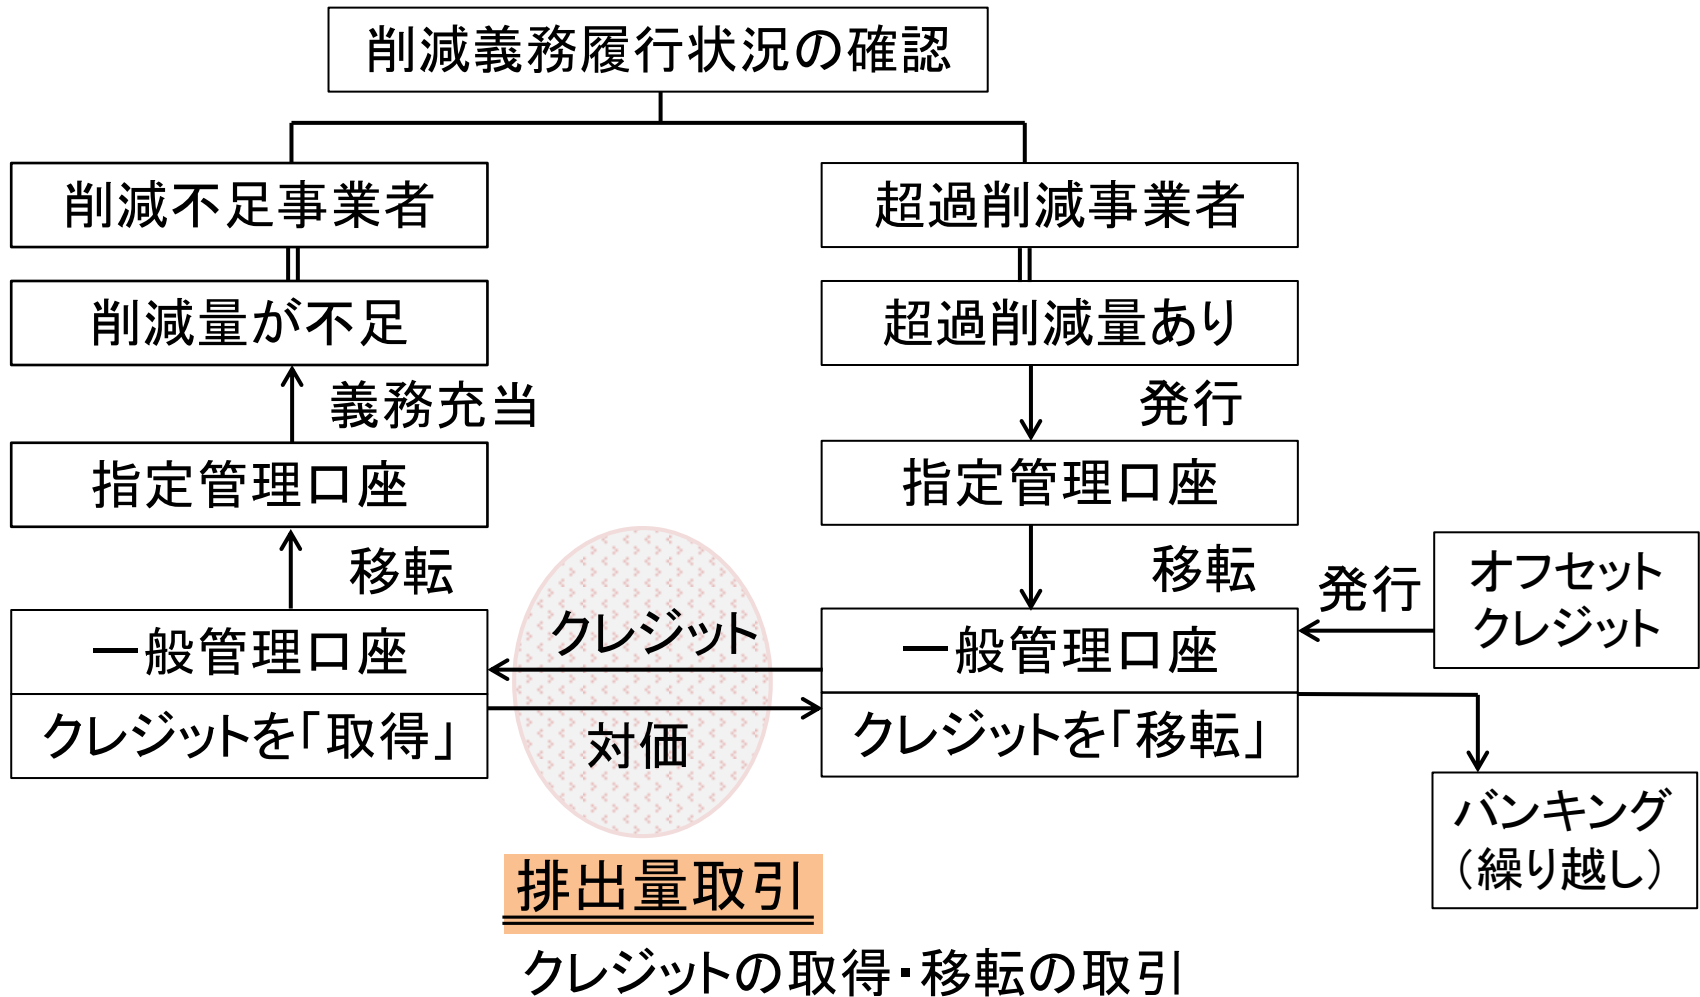 削減義務履行状況の確認
削減不足事業者
超過削減事業者
削減量が不足
超過削減量あり
義務充当
発行
指定管理口座
指定管理口座
移転
移転
発行
オフセット
クレジット
一般管理口座
クレジット
一般管理口座
クレジットを「取得」
対価
クレジットを「移転」
バンキング
（繰り越し）
排出量取引
クレジットの取得・移転の取引